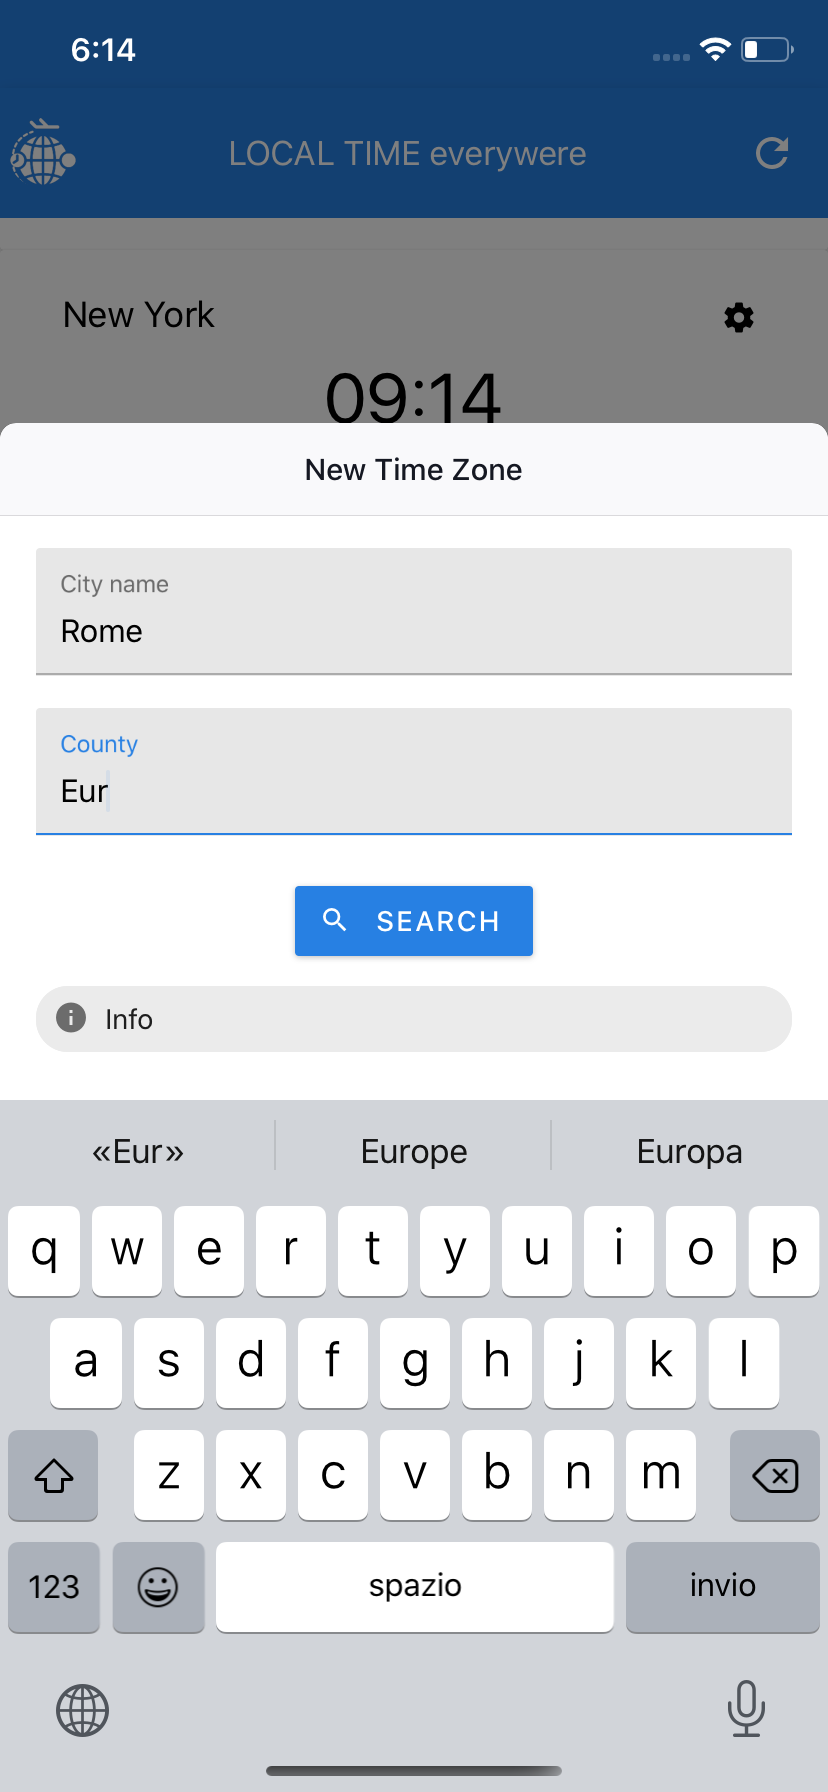 6:14
LOCAL TIME everywere
New York
09:14
New Time Zone
City name
Rome
County
Eur
SEARCH
Info
«Eur» Europe Europa
q w e r t y u i o p
a s d f g h j k l
z x c v b n m
123 spazio invio